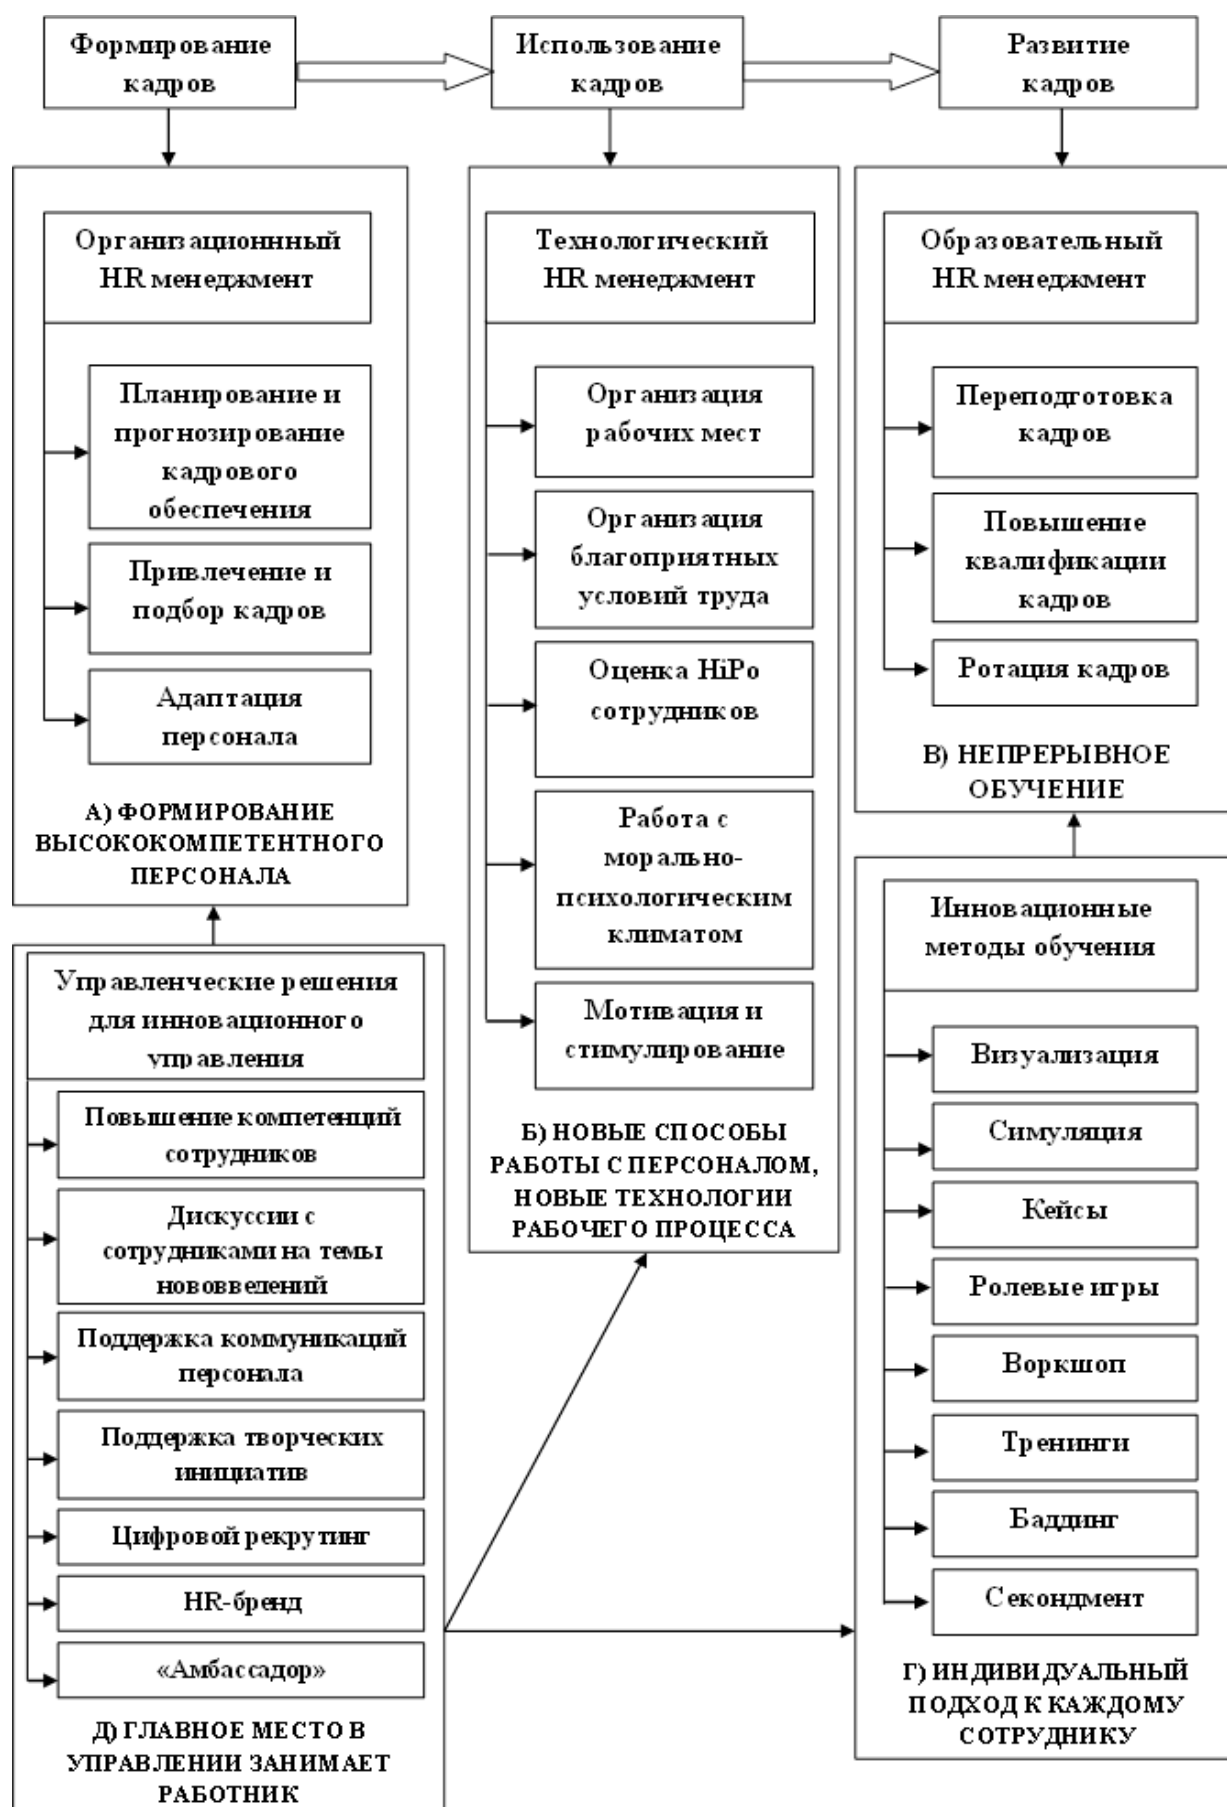 Формирование
кадров
Использование
кадров
Развитие
кадров
Организационнный
HR менеджмент
Планирование и
прогнозирование
кадрового
обеспечения
Привлечение и
подбор кадров
Адаптация
персонала
А) ФОРМИРОВАНИЕ
ВЫСОКОКОМПЕТЕНТНОГО
ПЕРСОНАЛА
Технологический
HR менеджмент
Организация
рабочих мест
Организация
благоприятных
условий труда
Оценка HiPo
сотрудников
Работа с
морально-
психологическим
климатом
Мотивация и
стимулирование
Б) НОВЫЕ СПОСОБЫ
РАБОТЫ С ПЕРСОНАЛОМ,
НОВЫЕ ТЕХНОЛОГИИ
РАБОЧЕГО ПРОЦЕССА
Образовательный
HR менеджмент
Переподготовка
кадров
Повышение
квалификации
кадров
Ротация кадров
В) НЕПРЕРЫВНОЕ
ОБУЧЕНИЕ
Управленческие решения
для инновационного
управления
Повышение компетенций
сотрудников
Дискуссии с
сотрудниками на темы
нововведений
Поддержка коммуникаций
персонала
Поддержка творческих
инициатив
Цифровой рекрутинг
HR-бренд
«Амбассадор»
Д) ГЛАВНОЕ МЕСТО В
УПРАВЛЕНИИ ЗАНИМАЕТ
РАБОТНИК
Инновационные
методы обучения
Визуализация
Симуляция
Кейсы
Ролевые игры
Воркшоп
Тренинги
Баддинг
Секондмент
Г) ИНДИВИДУАЛЬНЫЙ
ПОДХОД К КАЖДОМУ
СОТРУДНИКУ